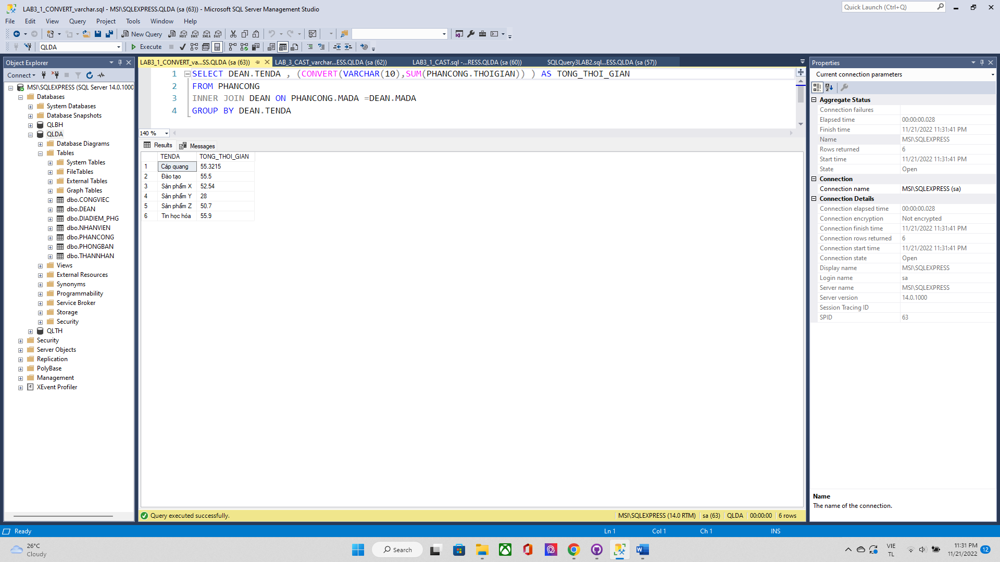 LAB3_1_CONVERT_varchar.sql - MSI\SQLEXPRESS.QLDA (sa (63)) - Microsoft SQL Server Management Studio
Quick Launch (Ctrl+Q)
File Edit View Query Project Tools Window Help
New Query
MDX DMX XMLA DAX
QLDA
Execute
Object Explorer
Connect
MSI\SQLEXPRESS (SQL Server 14.0.1000
Databases
System Databases
Database Snapshots
QLBH
QLDA
Database Diagrams
Tables
System Tables
FileTables
External Tables
Graph Tables
dbo.CONGVIEC
dbo.DEAN
dbo.DIADIEM_PHG
dbo.NHANVIEN
dbo.PHANCONG
dbo.PHONGBAN
dbo.THANNHAN
Views
External Resources
Synonyms
Programmability
Service Broker
Storage
Security
QLTH
Security
Server Objects
Replication
PolyBase
Management
XEvent Profiler
LAB3_1_CONVERT_va...SS.QLDA (sa (63)) LAB_3_CAST_varchar...ESS.QLDA (sa (62)) LAB3_1_CAST.sql -...RESS.QLDA (sa (60)) SQLQuery3LAB2.sql...ESS.QLDA (sa (57))
1 SELECT DEAN.TENDA , (CONVERT(VARCHAR(10),SUM(PHANCONG.THOIGIAN)) ) AS TONG_THOI_GIAN
2 FROM PHANCONG
3 INNER JOIN DEAN ON PHANCONG.MADA =DEAN.MADA
4 GROUP BY DEAN.TENDA
140 %
Results Messages
TENDA TONG_THOI_GIAN
1 Cáp quang 55.3215
2 Đào tạo 55.5
3 Sản phẩm X 52.54
4 Sản phẩm Y 28
5 Sản phẩm Z 50.7
6 Tin học hóa 55.9
Query executed successfully. MSI\SQLEXPRESS (14.0 RTM) sa (63) QLDA 00:00:00 6 rows
Properties
Current connection parameters
Aggregate Status
Connection failures
Elapsed time 00:00:00.028
Finish time 11/21/2022 11:31:41 PM
Name MSI\SQLEXPRESS
Rows returned 6
Start time 11/21/2022 11:31:41 PM
State Open
Connection
Connection name MSI\SQLEXPRESS (sa)
Connection Details
Connection elapsed time 00:00:00.028
Connection encryption Not encrypted
Connection finish time 11/21/2022 11:31:41 PM
Connection rows returned 6
Connection start time 11/21/2022 11:31:41 PM
Connection state Open
Display name MSI\SQLEXPRESS
Login name sa
Server name MSI\SQLEXPRESS
Server version 14.0.1000
Session Tracing ID
SPID 63
Name
The name of the connection.
Ready Ln 1 Col 1 Ch 1 INS
26°C
Cloudy
Search
VIE
TL
11:31 PM
11/21/2022
12